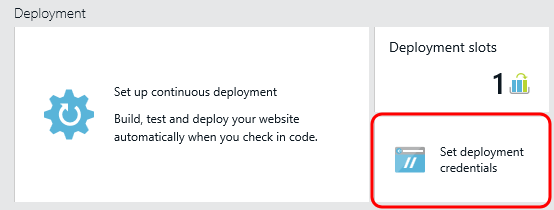 Deployment
Set up continuous deployment
Build, test and deploy your website
automatically when you check in code.
Deployment slots
1
Set deployment
credentials